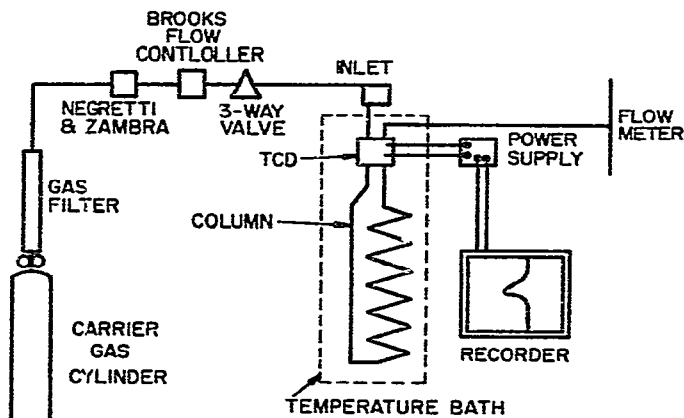 BROOKS
FLOW
CONTLOLLER
INLET
NEGRETTI
& ZAMBRA
3-WAY
VALVE
FLOW
METER
TCD
POWER
SUPPLY
GAS
FILTER
COLUMN
CARRIER
GAS
CYLINDER
RECORDER
TEMPERATURE BATH